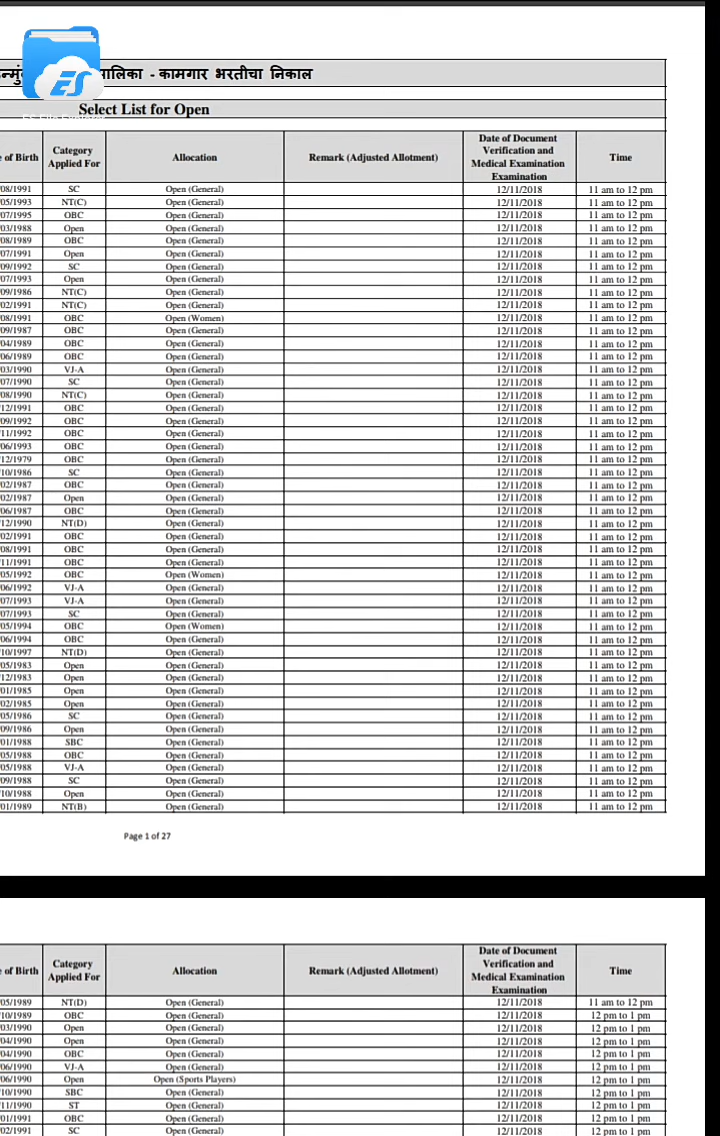 - कामगार भरतीचा निकाल
ES
ES File Explorer
Select List for Open
of Birth Category Applied For Allocation Remark (Adjusted Allotment) Date of Document Verification and Medical Examination Examination Time
08/1991 SC Open (General) 12/11/2018 11 am to 12 pm
05/1993 NT(C) Open (General) 12/11/2018 11 am to 12 pm
07/1995 OBC Open (General) 12/11/2018 11 am to 12 pm
03/1988 Open Open (General) 12/11/2018 11 am to 12 pm
08/1989 OBC Open (General) 12/11/2018 11 am to 12 pm
07/1991 Open Open (General) 12/11/2018 11 am to 12 pm
09/1992 SC Open (General) 12/11/2018 11 am to 12 pm
07/1993 Open Open (General) 12/11/2018 11 am to 12 pm
09/1986 NT(C) Open (General) 12/11/2018 11 am to 12 pm
02/1991 NT(C) Open (General) 12/11/2018 11 am to 12 pm
08/1991 OBC Open (Women) 12/11/2018 11 am to 12 pm
09/1987 OBC Open (General) 12/11/2018 11 am to 12 pm
04/1989 OBC Open (General) 12/11/2018 11 am to 12 pm
06/1989 OBC Open (General) 12/11/2018 11 am to 12 pm
03/1990 VJ-A Open (General) 12/11/2018 11 am to 12 pm
07/1990 SC Open (General) 12/11/2018 11 am to 12 pm
08/1990 NT(C) Open (General) 12/11/2018 11 am to 12 pm
12/1991 OBC Open (General) 12/11/2018 11 am to 12 pm
09/1992 OBC Open (General) 12/11/2018 11 am to 12 pm
11/1992 OBC Open (General) 12/11/2018 11 am to 12 pm
06/1993 OBC Open (General) 12/11/2018 11 am to 12 pm
12/1979 OBC Open (General) 12/11/2018 11 am to 12 pm
10/1986 SC Open (General) 12/11/2018 11 am to 12 pm
02/1987 OBC Open (General) 12/11/2018 11 am to 12 pm
02/1987 Open Open (General) 12/11/2018 11 am to 12 pm
06/1987 OBC Open (General) 12/11/2018 11 am to 12 pm
12/1990 NT(D) Open (General) 12/11/2018 11 am to 12 pm
02/1991 OBC Open (General) 12/11/2018 11 am to 12 pm
08/1991 OBC Open (General) 12/11/2018 11 am to 12 pm
11/1991 OBC Open (General) 12/11/2018 11 am to 12 pm
05/1992 OBC Open (Women) 12/11/2018 11 am to 12 pm
06/1992 VJ-A Open (General) 12/11/2018 11 am to 12 pm
07/1993 VJ-A Open (General) 12/11/2018 11 am to 12 pm
07/1993 SC Open (General) 12/11/2018 11 am to 12 pm
05/1994 OBC Open (Women) 12/11/2018 11 am to 12 pm
06/1994 OBC Open (General) 12/11/2018 11 am to 12 pm
10/1997 NT(D) Open (General) 12/11/2018 11 am to 12 pm
05/1983 Open Open (General) 12/11/2018 11 am to 12 pm
12/1983 Open Open (General) 12/11/2018 11 am to 12 pm
01/1985 Open Open (General) 12/11/2018 11 am to 12 pm
02/1985 Open Open (General) 12/11/2018 11 am to 12 pm
05/1986 SC Open (General) 12/11/2018 11 am to 12 pm
09/1986 Open Open (General) 12/11/2018 11 am to 12 pm
01/1988 SBC Open (General) 12/11/2018 11 am to 12 pm
05/1988 OBC Open (General) 12/11/2018 11 am to 12 pm
05/1988 VJ-A Open (General) 12/11/2018 11 am to 12 pm
09/1988 SC Open (General) 12/11/2018 11 am to 12 pm
10/1988 Open Open (General) 12/11/2018 11 am to 12 pm
01/1989 NT(B) Open (General) 12/11/2018 11 am to 12 pm
Page 1 of 27
of Birth Category Applied For Allocation Remark (Adjusted Allotment) Date of Document Verification and Medical Examination Examination Time
05/1989 NT(D) Open (General) 12/11/2018 11 am to 12 pm
10/1989 OBC Open (General) 12/11/2018 12 pm to 1 pm
03/1990 Open Open (General) 12/11/2018 12 pm to 1 pm
04/1990 Open Open (General) 12/11/2018 12 pm to 1 pm
04/1990 OBC Open (General) 12/11/2018 12 pm to 1 pm
06/1990 VJ-A Open (General) 12/11/2018 12 pm to 1 pm
06/1990 Open Open (Sports Players) 12/11/2018 12 pm to 1 pm
10/1990 SBC Open (General) 12/11/2018 12 pm to 1 pm
11/1990 ST Open (General) 12/11/2018 12 pm to 1 pm
01/1991 OBC Open (General) 12/11/2018 12 pm to 1 pm
02/1991 SC Open (General) 12/11/2018 12 pm to 1 pm